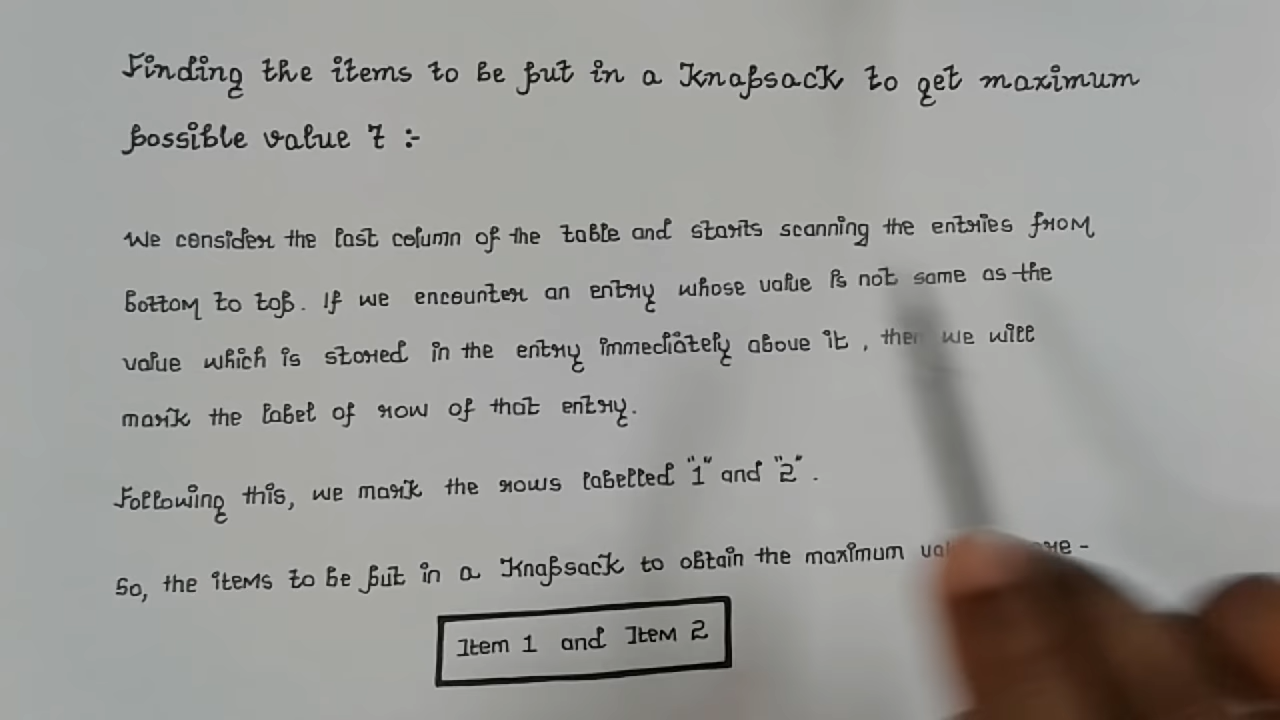 Finding the items to be put in a Knapsack to get maximum
possible value 7 :-
We consider the last column of the table and starts scanning the entries from
bottom to top. If we encounter an entry whose value is not same as the
value which is stored in the entry immediately above it, then we will
mark the label of row of that entry.
Following this, we mark the rows labelled "1" and "2".
So, the items to be put in a Knapsack to obtain the maximum -
Item 1 and Item 2